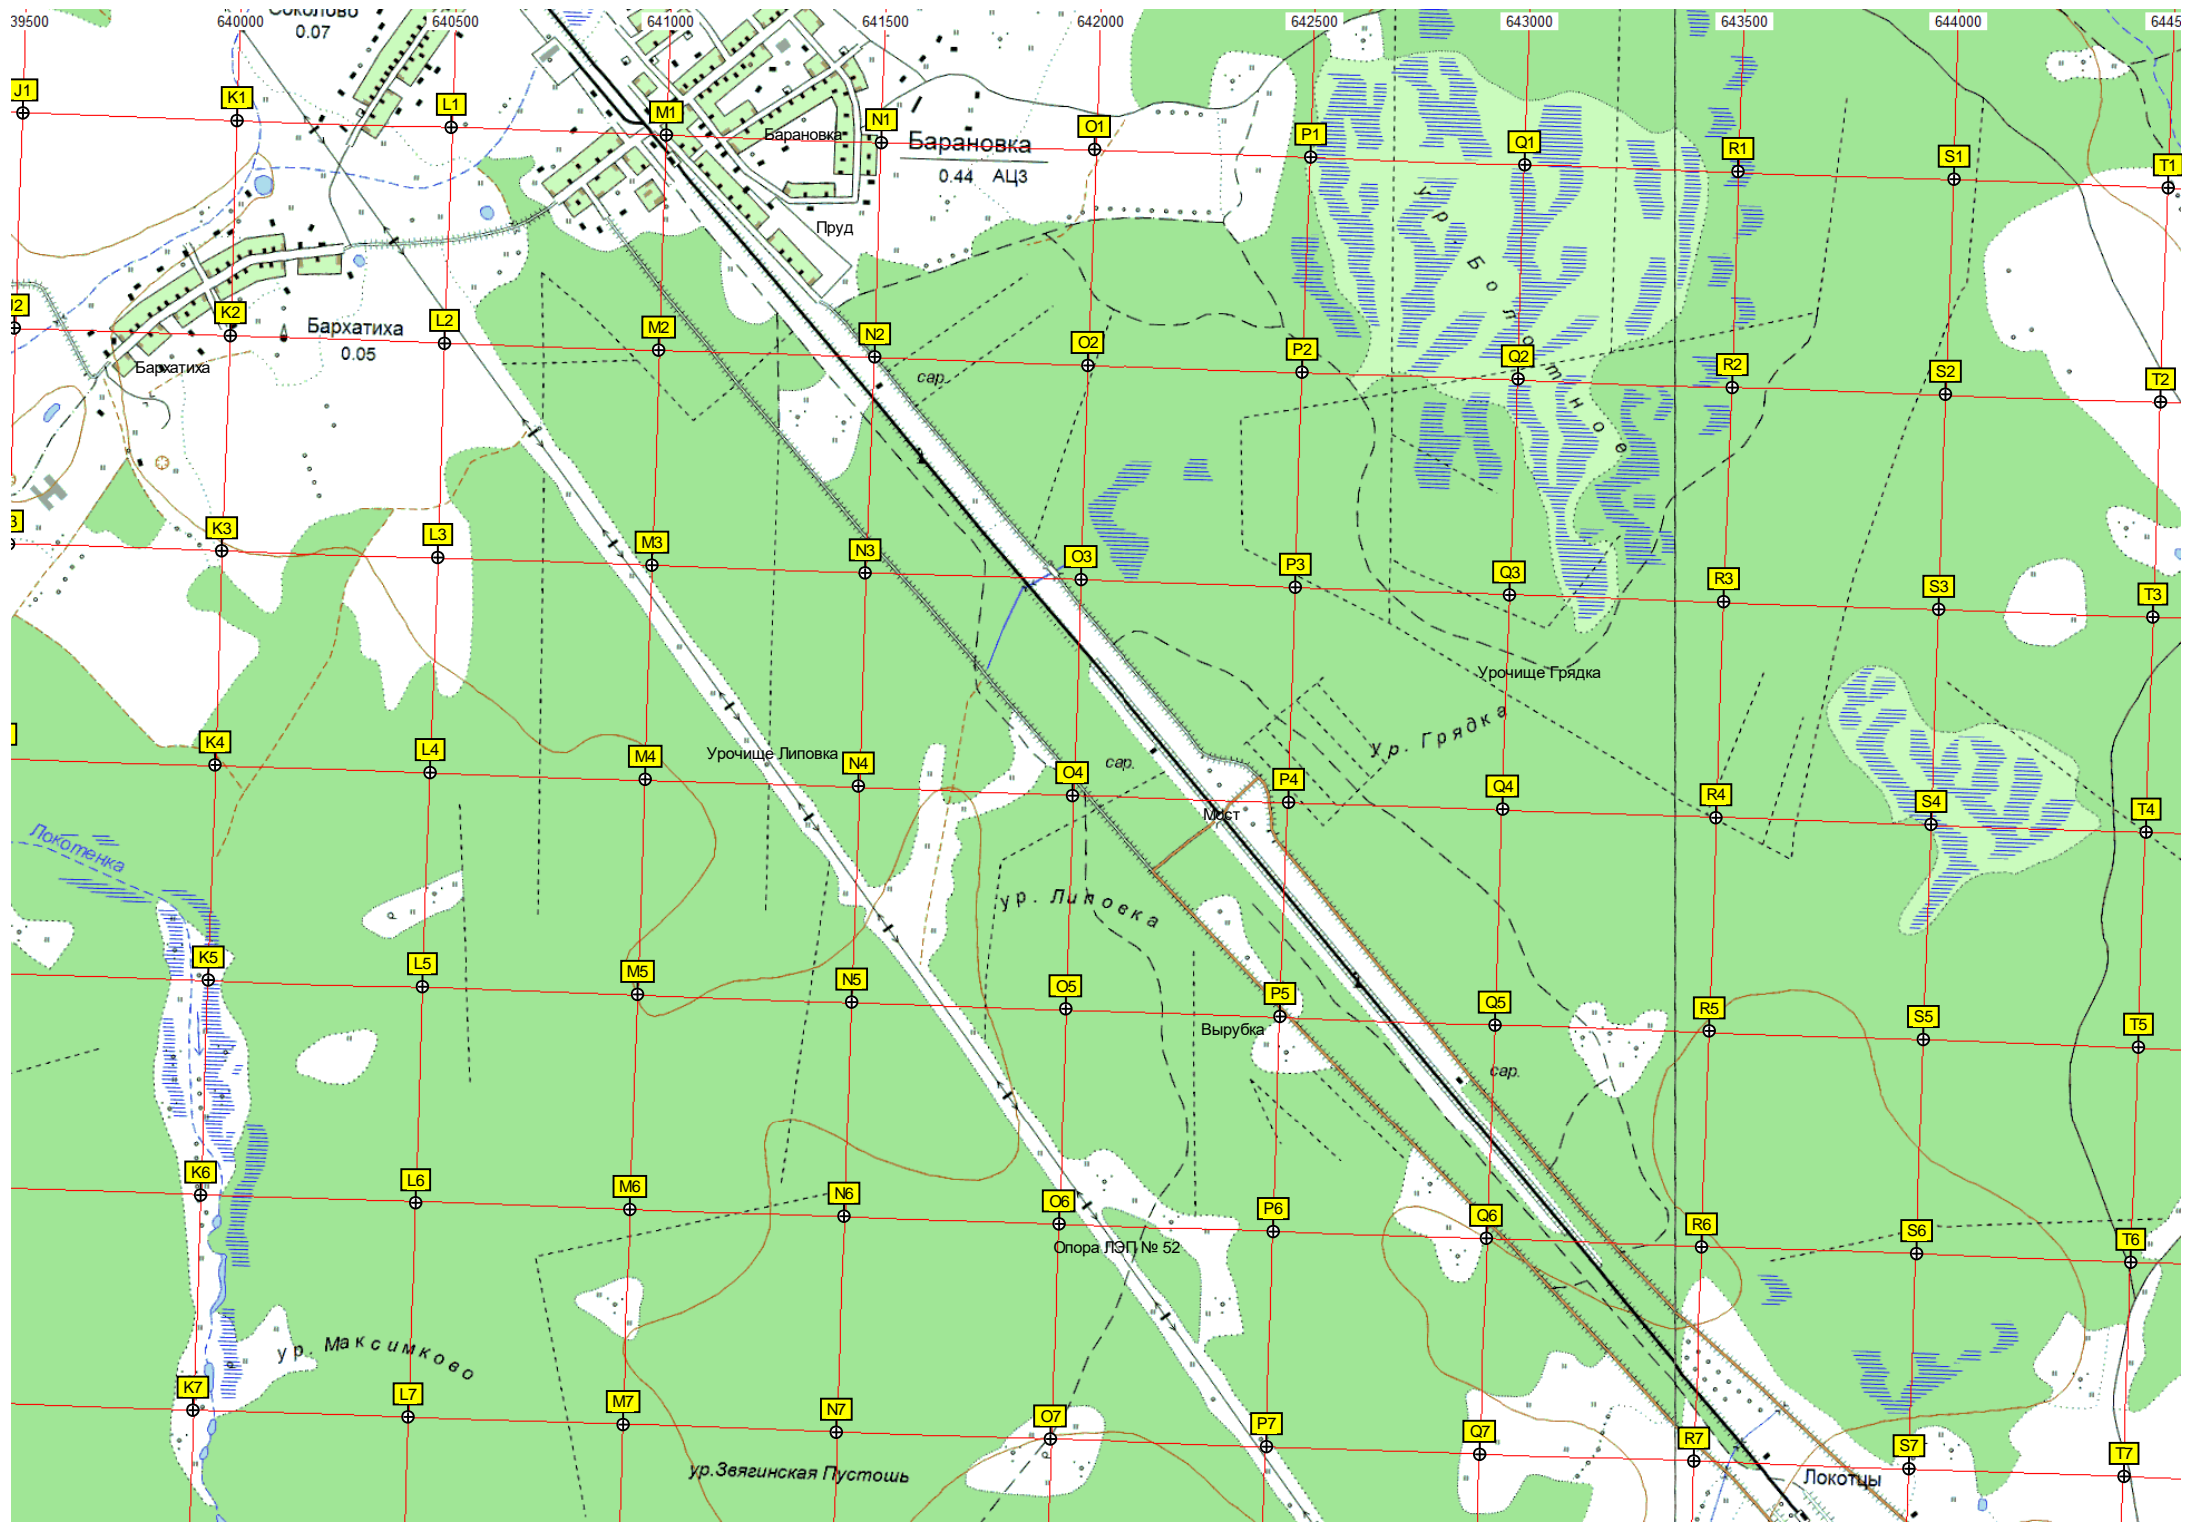 39500 640000 640500 641000 641500 642000 642500 643000 643500 644000 6445
Соколово
0.07
J1 K1 L1 M1 N1 O1 P1 Q1 R1 S1 T1
Барановка
Барановка
0.44 АЦЗ
Пруд
ур. Болотное
J2 K2 L2 M2 N2 O2 P2 Q2 R2 S2 T2
Бархатиха
0.05
Бархатиха
сар.
Н
3 K3 L3 M3 N3 O3 P3 Q3 R3 S3 T3
Урочище Грядка
ур. Грядка
K4 L4 M4 N4 O4 P4 Q4 R4 S4 T4
Урочище Липовка
сар.
Мост
Локотенка
ур. Липовка
K5 L5 M5 N5 O5 P5 Q5 R5 S5 T5
Вырубка
сар.
K6 L6 M6 N6 O6 P6 Q6 R6 S6 T6
Опора ЛЭП № 52
ур. Максимково
K7 L7 M7 N7 O7 P7 Q7 R7 S7 T7
ур.Звягинская Пустошь
Локотцы